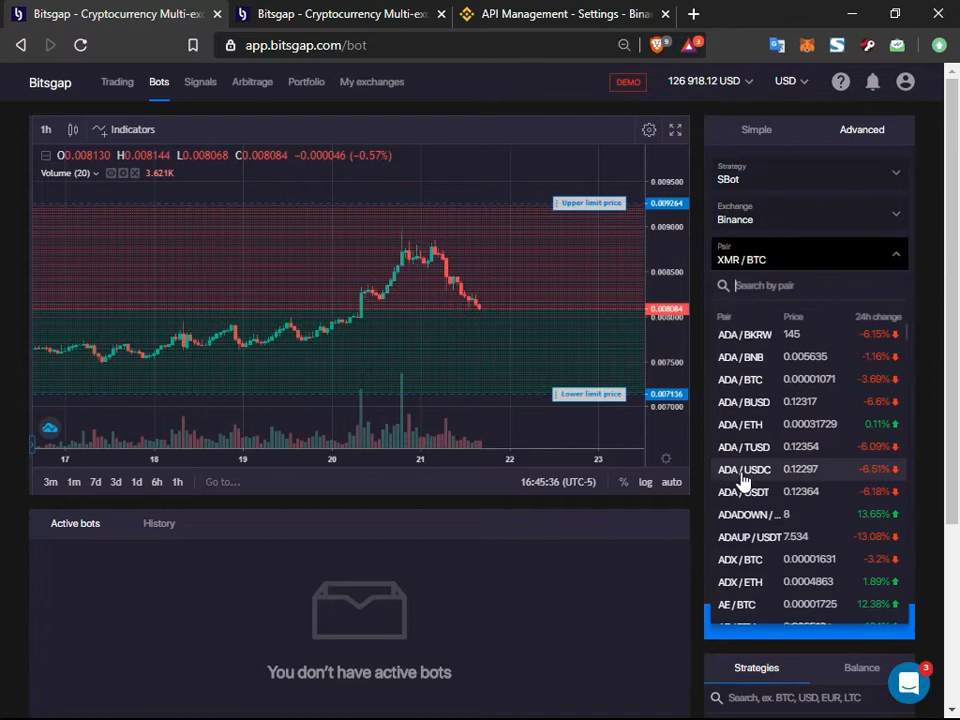 Bitsgap - Cryptocurrency Multi-ex
Bitsgap - Cryptocurrency Multi-ex
API Management - Settings - Bina
app.bitsgap.com/bot
9
3
Bitsgap
Trading
Bots
Signals
Arbitrage
Portfolio
My exchanges
DEMO
126 918.12 USD
USD
1h
Indicators
O0.008130 H0.008144 L0.008068 C0.008084 −0.000046 (−0.57%)
Volume (20) 3.621K
0.009500
Upper limit price
0.009264
0.009000
0.008500
0.008084
0.008000
0.007500
Lower limit price
0.007136
0.007000
17 18 19 20 21 22 23
3m 1m 7d 3d 1d 6h 1h Go to...
16:45:36 (UTC-5) % log auto
Active bots
History
You don't have active bots
Simple
Advanced
Strategy
SBot
Exchange
Binance
Pair
XMR / BTC
Search by pair
Pair Price 24h change
ADA / BKRW 145 -6.15%
ADA / BNB 0.005635 -1.16%
ADA / BTC 0.00001071 -3.69%
ADA / BUSD 0.12317 -6.6%
ADA / ETH 0.00031729 0.11%
ADA / TUSD 0.12354 -6.09%
ADA / USDC 0.12297 -6.51%
ADA / USDT 0.12364 -6.18%
ADADOWN / ... 8 13.65%
ADAUP / USDT 7.534 -13.08%
ADX / BTC 0.00001631 -3.2%
ADX / ETH 0.0004863 1.89%
AE / BTC 0.00001725 12.38%
Strategies
Balance
3
Search, ex. BTC, USD, EUR, LTC